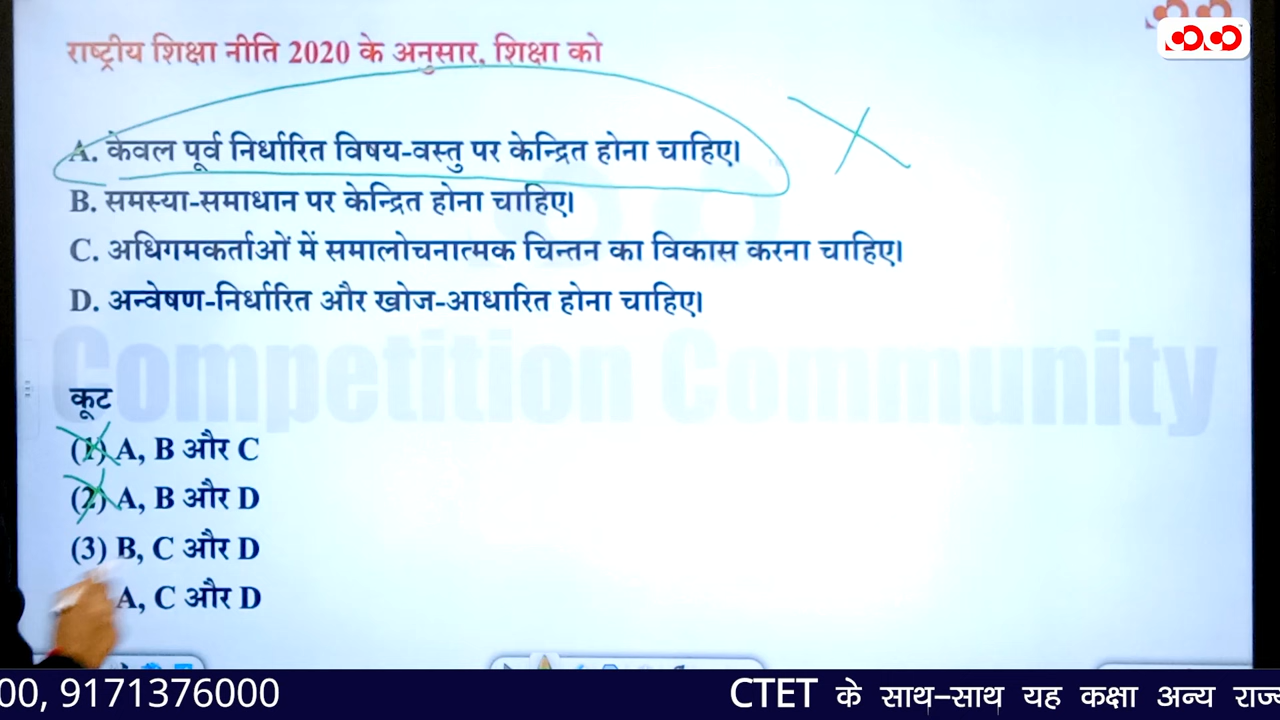 राष्ट्रीय शिक्षा नीति 2020 के अनुसार, शिक्षा को
A. केवल पूर्व निर्धारित विषय-वस्तु पर केन्द्रित होना चाहिए।
B. समस्या-समाधान पर केन्द्रित होना चाहिए।
C. अधिगमकर्ताओं में समालोचनात्मक चिन्तन का विकास करना चाहिए।
D. अन्वेषण-निर्धारित और खोज-आधारित होना चाहिए।
Competition Community
कूट
(1) A, B और C
(2) A, B और D
(3) B, C और D
A, C और D
00, 9171376000 CTET के साथ-साथ यह कक्षा अन्य राज्य